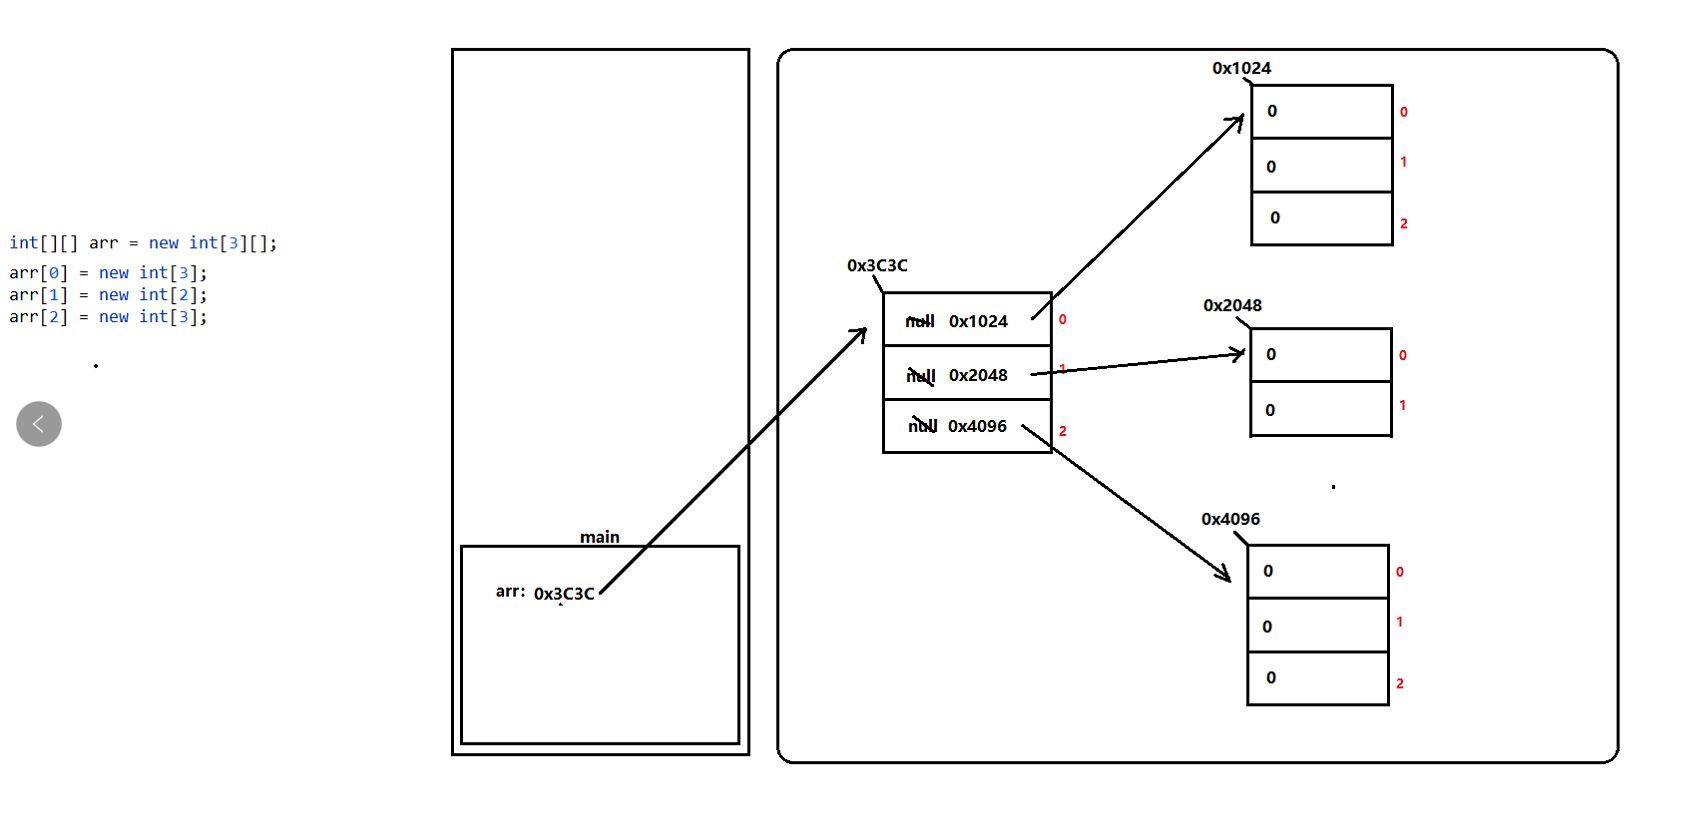 int[][] arr = new int[3][];
arr[0] = new int[3];
arr[1] = new int[2];
arr[2] = new int[3];
main
arr: 0x3C3C
0x3C3C
null 0x1024 0
null 0x2048 1
null 0x4096 2
0x1024
0 0
0 1
0 2
0x2048
0 0
0 1
0x4096
0 0
0 1
0 2